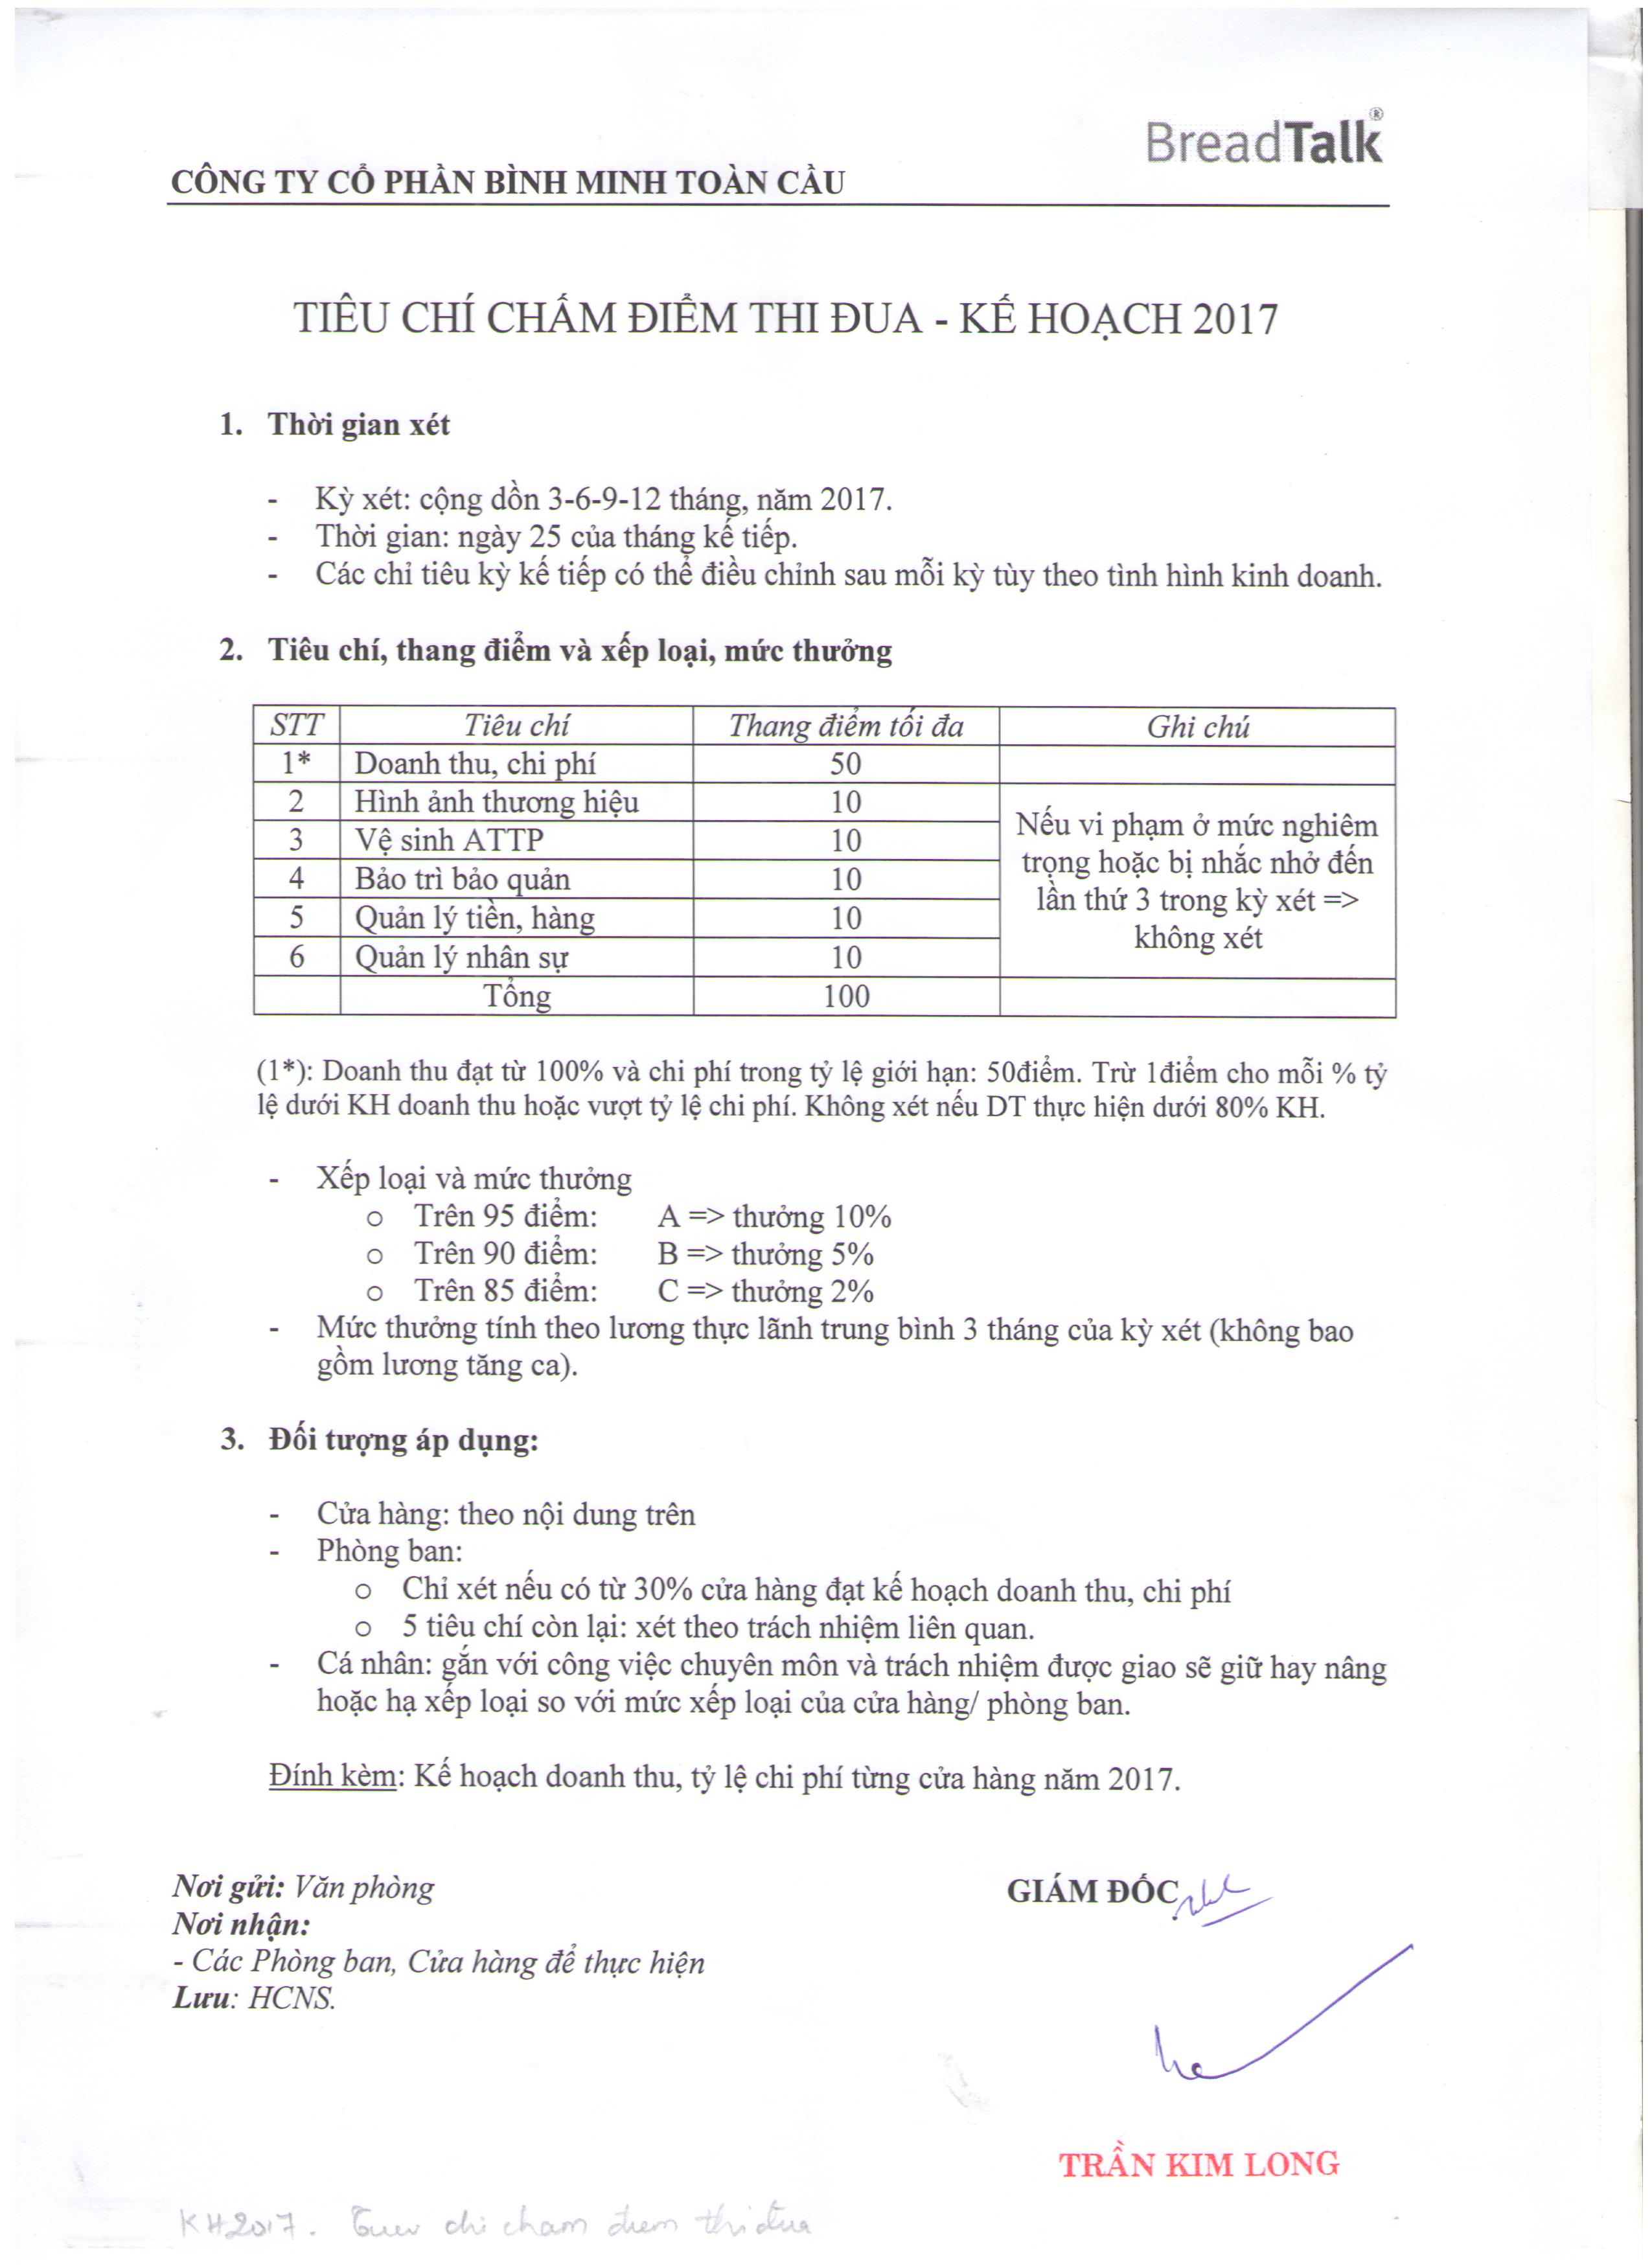 BreadTalk®
CÔNG TY CỔ PHẦN BÌNH MINH TOÀN CẦU
TIÊU CHÍ CHẤM ĐIỂM THI ĐUA - KẾ HOẠCH 2017
1. Thời gian xét
- Kỳ xét: cộng dồn 3-6-9-12 tháng, năm 2017.
- Thời gian: ngày 25 của tháng kế tiếp.
- Các chỉ tiêu kỳ kế tiếp có thể điều chỉnh sau mỗi kỳ tùy theo tình hình kinh doanh.
2. Tiêu chí, thang điểm và xếp loại, mức thưởng
STT Tiêu chí Thang điểm tối đa Ghi chú
1* Doanh thu, chi phí 50
2 Hình ảnh thương hiệu 10
3 Vệ sinh ATTP 10
4 Bảo trì bảo quản 10
5 Quản lý tiền, hàng 10
6 Quản lý nhân sự 10
Nếu vi phạm ở mức nghiêm
trọng hoặc bị nhắc nhở đến
lần thứ 3 trong kỳ xét =>
không xét
Tổng 100
(1*): Doanh thu đạt từ 100% và chi phí trong tỷ lệ giới hạn: 50điểm. Trừ 1điểm cho mỗi % tỷ
lệ dưới KH doanh thu hoặc vượt tỷ lệ chi phí. Không xét nếu DT thực hiện dưới 80% KH.
- Xếp loại và mức thưởng
o Trên 95 điểm: A => thưởng 10%
o Trên 90 điểm: B => thưởng 5%
o Trên 85 điểm: C => thưởng 2%
- Mức thưởng tính theo lương thực lãnh trung bình 3 tháng của kỳ xét (không bao
gồm lương tăng ca).
3. Đối tượng áp dụng:
- Cửa hàng: theo nội dung trên
- Phòng ban:
o Chỉ xét nếu có từ 30% cửa hàng đạt kế hoạch doanh thu, chi phí
o 5 tiêu chí còn lại: xét theo trách nhiệm liên quan.
- Cá nhân: gắn với công việc chuyên môn và trách nhiệm được giao sẽ giữ hay nâng
hoặc hạ xếp loại so với mức xếp loại của cửa hàng/ phòng ban.
Đính kèm: Kế hoạch doanh thu, tỷ lệ chi phí từng cửa hàng năm 2017.
Nơi gửi: Văn phòng
Nơi nhận:
- Các Phòng ban, Cửa hàng để thực hiện
Lưu: HCNS.
GIÁM ĐỐC
TRẦN KIM LONG
KH2017. chi cham diem thi đua